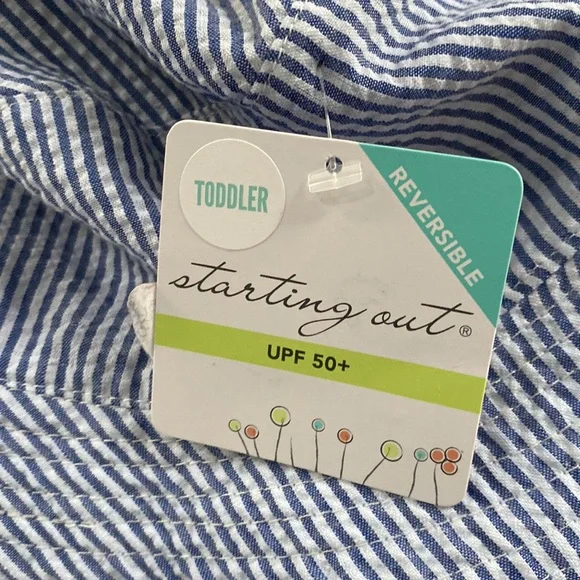 TODDLER
REVERSIBLE
starting out®
UPF 50+